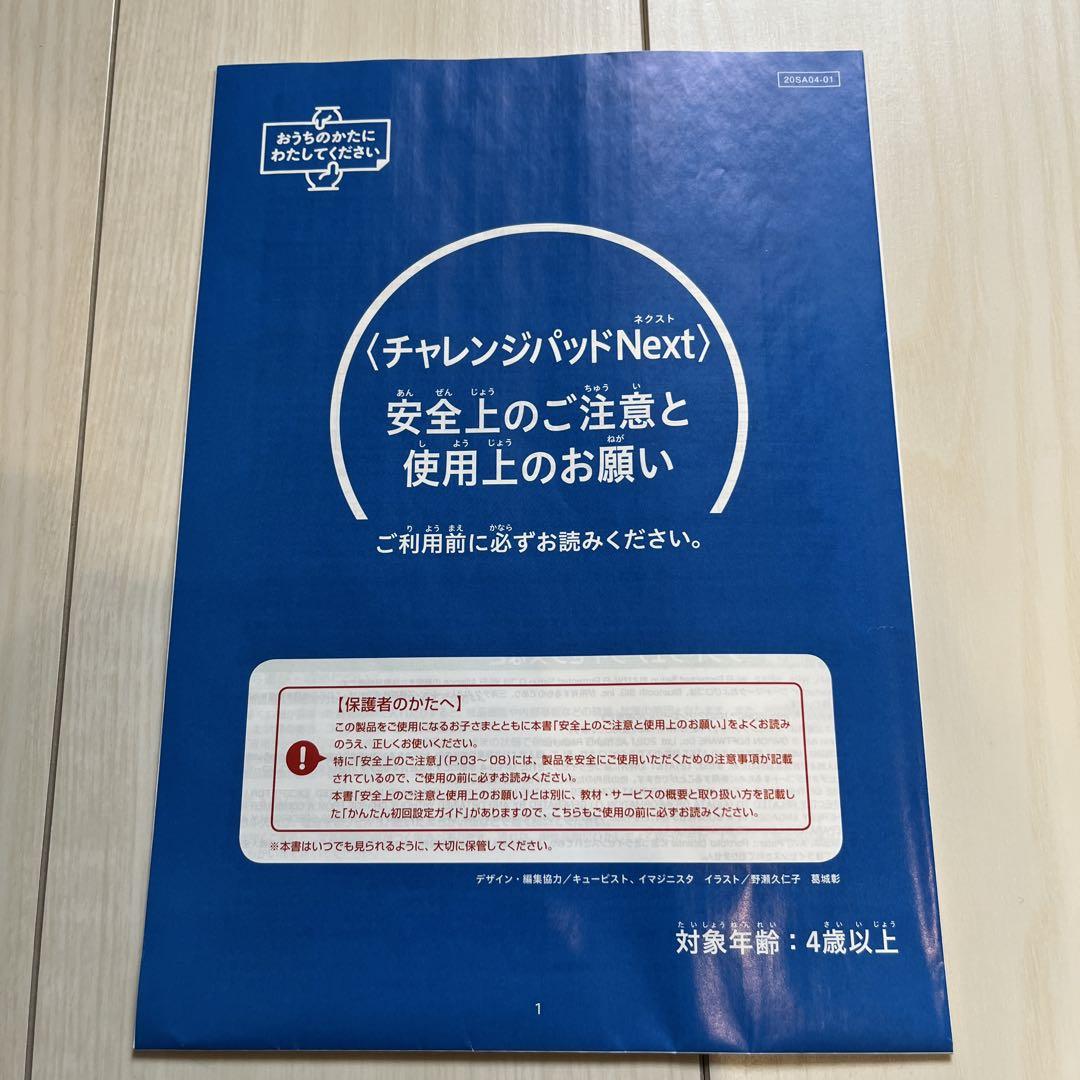 20SA04-01
おうちのかたに
わたしてください
ネクスト
〈チャレンジパッドNext〉
あん ぜん じょう ちゅう い
安全上のご注意と
し よう じょう ねが
使用上のお願い
り よう まえ かなら
ご利用前に必ずお読みください。
【保護者のかたへ】
この製品をご使用になるお子さまとともに本書「安全上のご注意と使用上のお願い」をよくお読み
のうえ、正しくお使いください。
特に「安全上のご注意」(P.03〜08)には、製品を安全にご使用いただくための注意事項が記載
されているので、ご使用の前に必ずお読みください。
本書「安全上のご注意と使用上のお願い」とは別に、教材・サービスの概要と取り扱い方を記載し
た「かんたん初回設定ガイド」がありますので、こちらもご使用の前に必ずお読みください。
※本書はいつでも見られるように、大切に保管してください。
デザイン・編集協力/キュービスト、イマジニスタ イラスト/野瀬久仁子 葛城彰
たいしょうねんれい さい いじょう
対象年齢:4歳以上
1